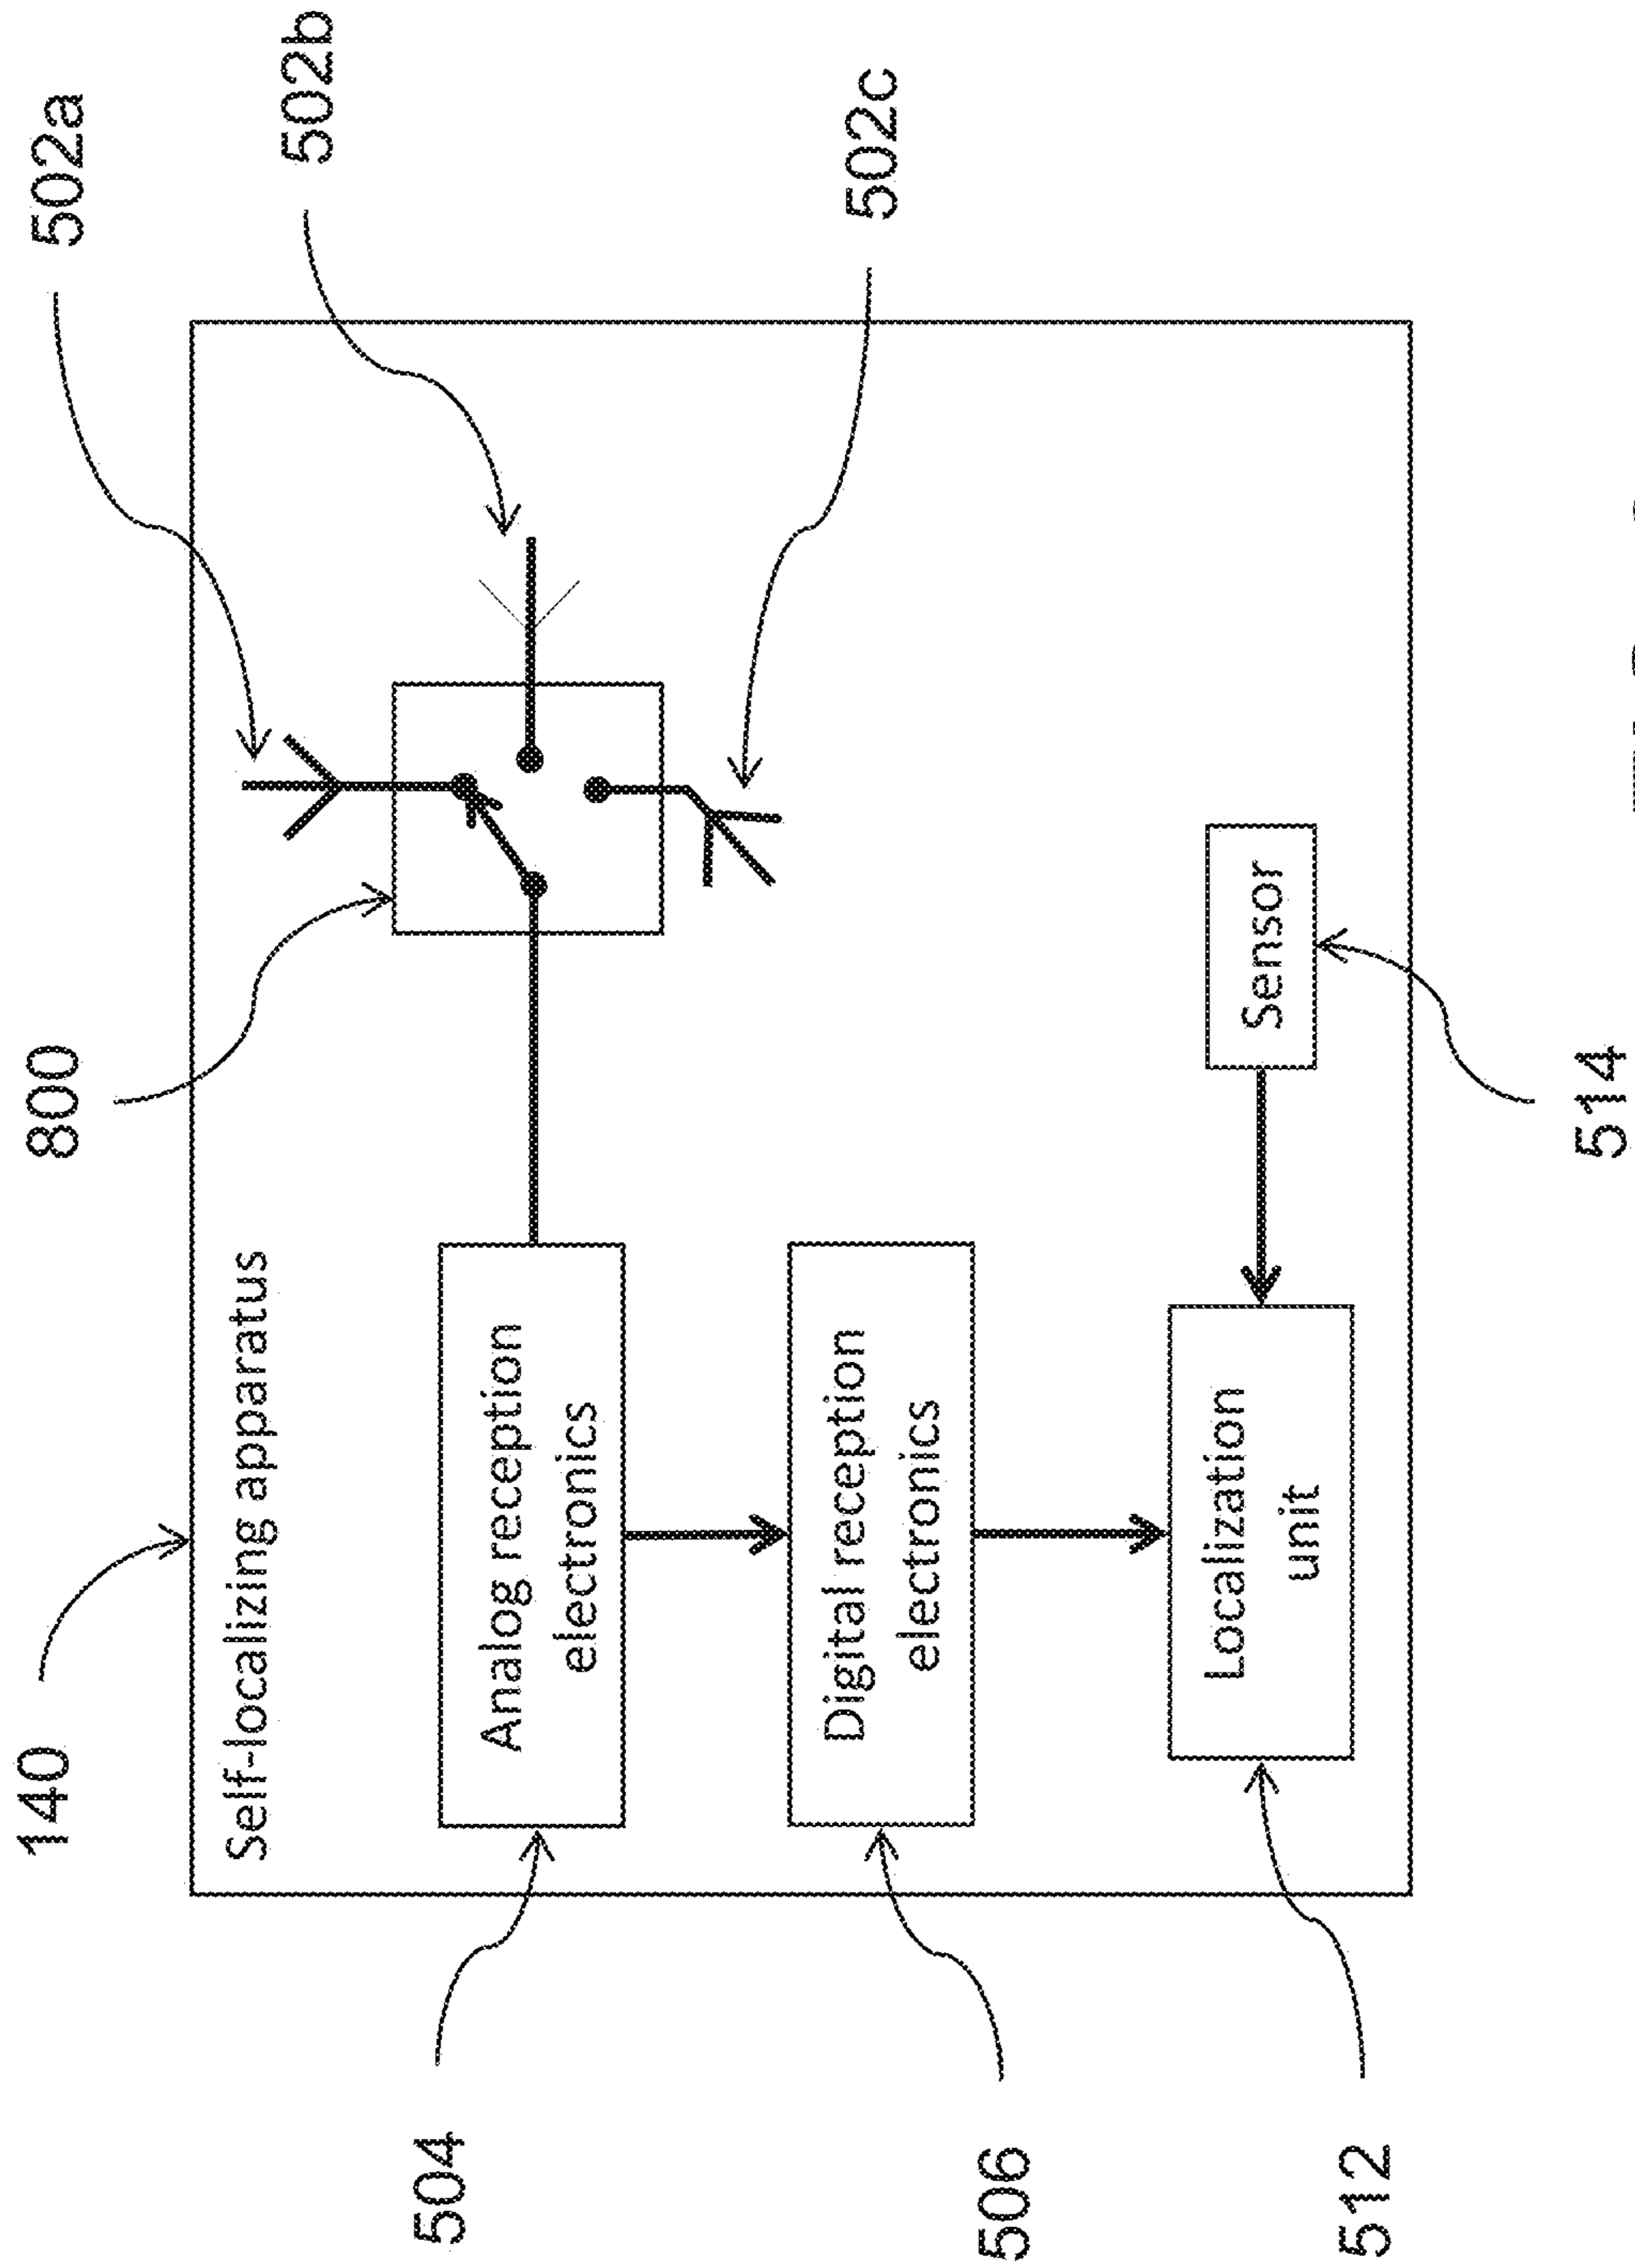 140
800
502a
502b
Self-localizing apparatus
504
Analog reception
electronics
502c
506
Digital reception
electronics
512
Localization
unit
Sensor
514